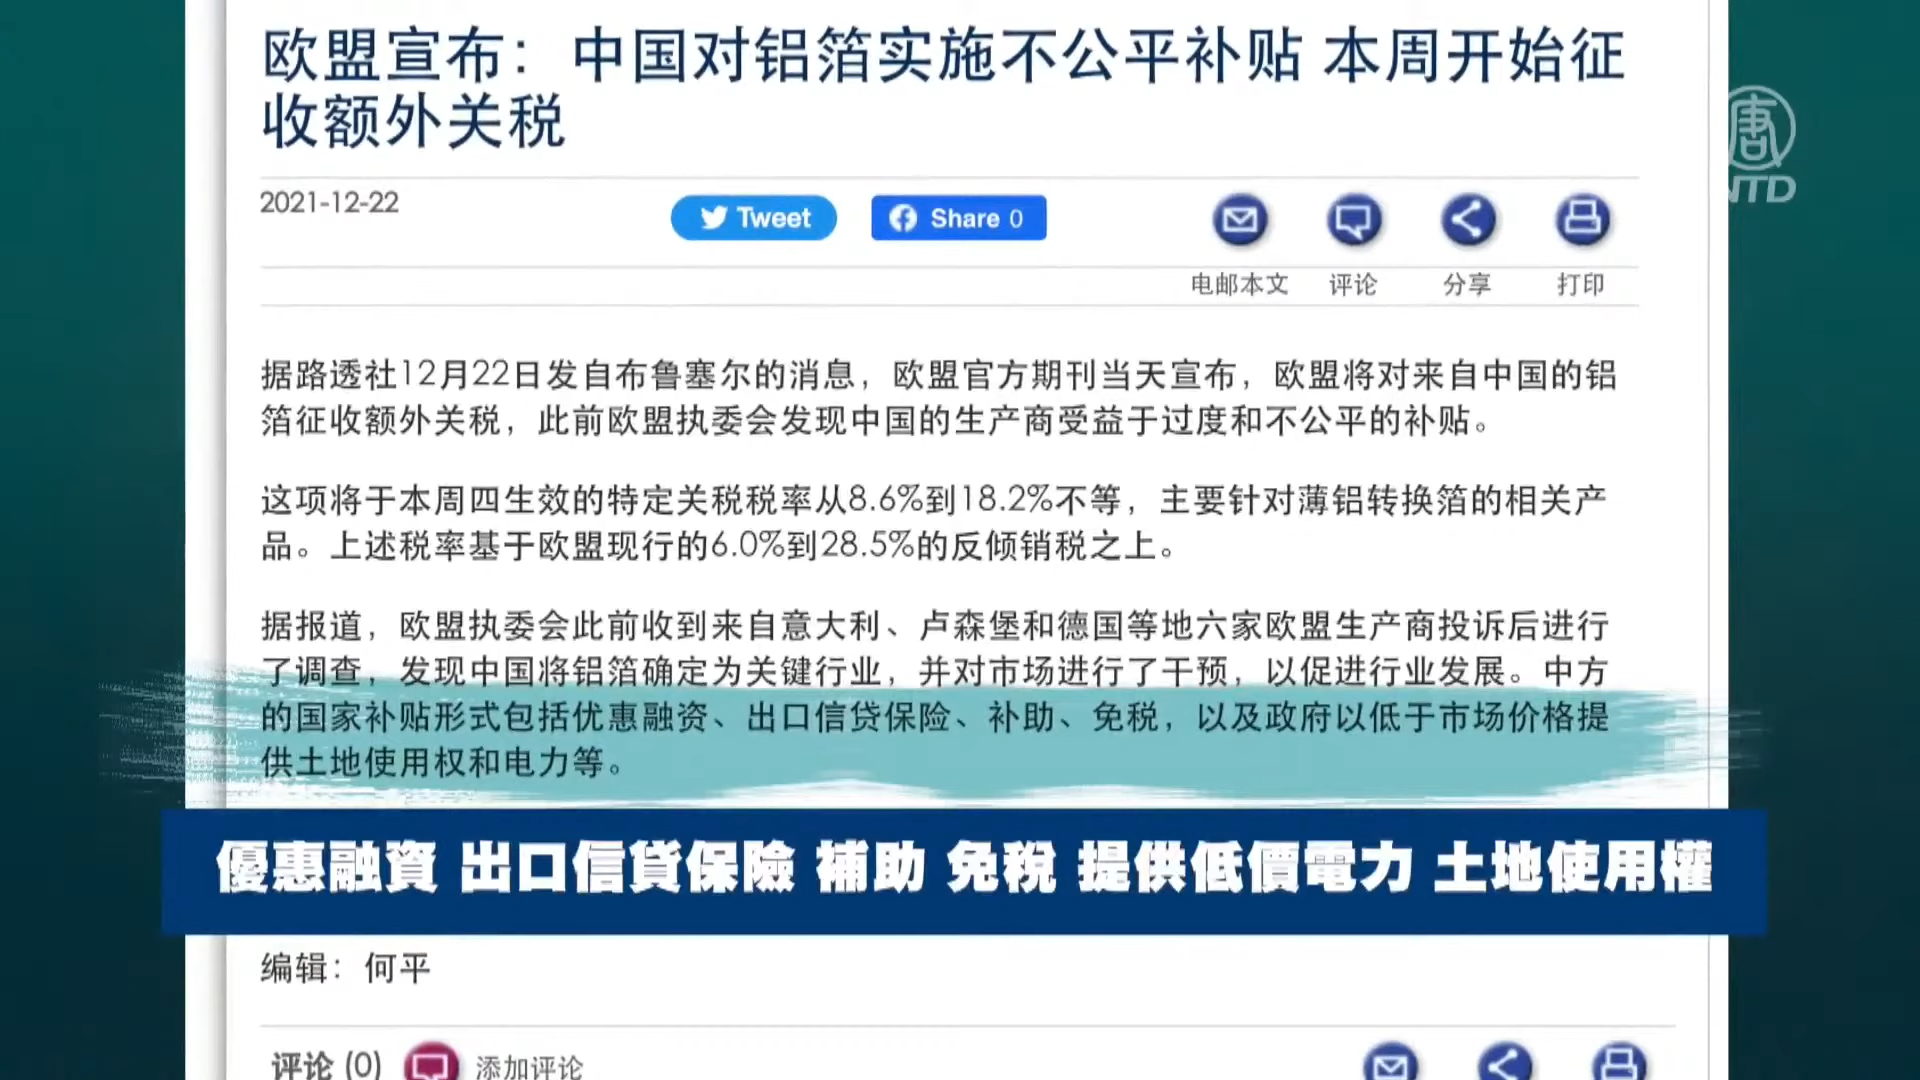 欧盟宣布：中国对铝箔实施不公平补贴 本周开始征
收额外关税
唐
NTD
2021-12-22
Tweet
Share 0
电邮本文 评论 分享 打印
据路透社12月22日发自布鲁塞尔的消息，欧盟官方期刊当天宣布，欧盟将对来自中国的铝
箔征收额外关税，此前欧盟执委会发现中国的生产商受益于过度和不公平的补贴。
这项将于本周四生效的特定关税税率从8.6%到18.2%不等，主要针对薄铝转换箔的相关产
品。上述税率基于欧盟现行的6.0%到28.5%的反倾销税之上。
据报道，欧盟执委会此前收到来自意大利、卢森堡和德国等地六家欧盟生产商投诉后进行
了调查，发现中国将铝箔确定为关键行业，并对市场进行了干预，以促进行业发展。中方
的国家补贴形式包括优惠融资、出口信贷保险、补助、免税，以及政府以低于市场价格提
供土地使用权和电力等。
優惠融資 出口信貸保險 補助 免稅 提供低價電力 土地使用權
编辑：何平
评论 (0) 添加评论